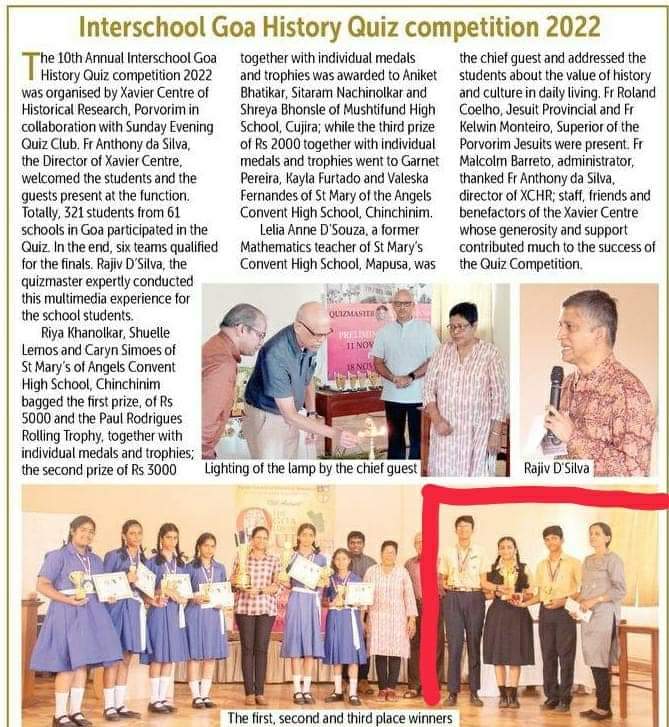 Interschool Goa History Quiz competition 2022
The 10th Annual Interschool Goa
History Quiz competition 2022
was organised by Xavier Centre of
Historical Research, Porvorim in
collaboration with Sunday Evening
Quiz Club. Fr Anthony da Silva,
the Director of Xavier Centre,
welcomed the students and the
guests present at the function.
Totally, 321 students from 61
schools in Goa participated in the
Quiz. In the end, six teams qualified
for the finals. Rajiv D'Silva, the
quizmaster expertly conducted
this multimedia experience for
the school students.
Riya Khanolkar, Shuelle
Lemos and Caryn Simoes of
St Mary's of Angels Convent
High School, Chinchinim
bagged the first prize, of Rs
5000 and the Paul Rodrigues
Rolling Trophy, together with
individual medals and trophies;
the second prize of Rs 3000
together with individual medals
and trophies was awarded to Aniket
Bhatikar, Sitaram Nachinolkar and
Shreya Bhonsle of Mushtifund High
School, Cujira; while the third prize
of Rs 2000 together with individual
medals and trophies went to Garnet
Pereira, Kayla Furtado and Valeska
Fernandes of St Mary of the Angels
Convent High School, Chinchinim.
Lelia Anne D'Souza, a former
Mathematics teacher of St Mary's
Convent High School, Mapusa, was
the chief guest and addressed the
students about the value of history
and culture in daily living. Fr Roland
Coelho, Jesuit Provincial and Fr
Kelwin Monteiro, Superior of the
Porvorim Jesuits were present. Fr
Malcolm Barreto, administrator,
thanked Fr Anthony da Silva,
director of XCHR; staff, friends and
benefactors of the Xavier Centre
whose generosity and support
contributed much to the success of
the Quiz Competition.
QUIZMASTER
11 NOV
18 NOV
Lighting of the lamp by the chief guest
Rajiv D'Silva
THE
GOA
The first, second and third place winners